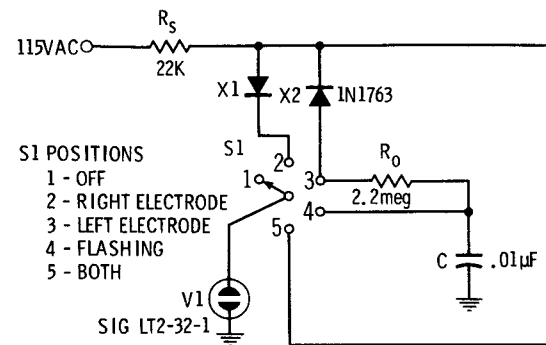 R_S
115VAC
22K
X1
X2
1N1763
S1 POSITIONS
1 - OFF
2 - RIGHT ELECTRODE
3 - LEFT ELECTRODE
4 - FLASHING
5 - BOTH
S1
1
2
3
4
5
R_O
2.2meg
C
.01µF
V1
SIG LT2-32-1